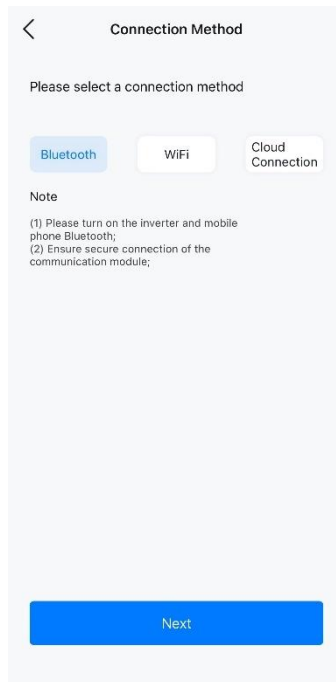 Connection Method
Please select a connection method
Bluetooth
WiFi
Cloud
Connection
Note
(1) Please turn on the inverter and mobile
phone Bluetooth;
(2) Ensure secure connection of the
communication module;
Next